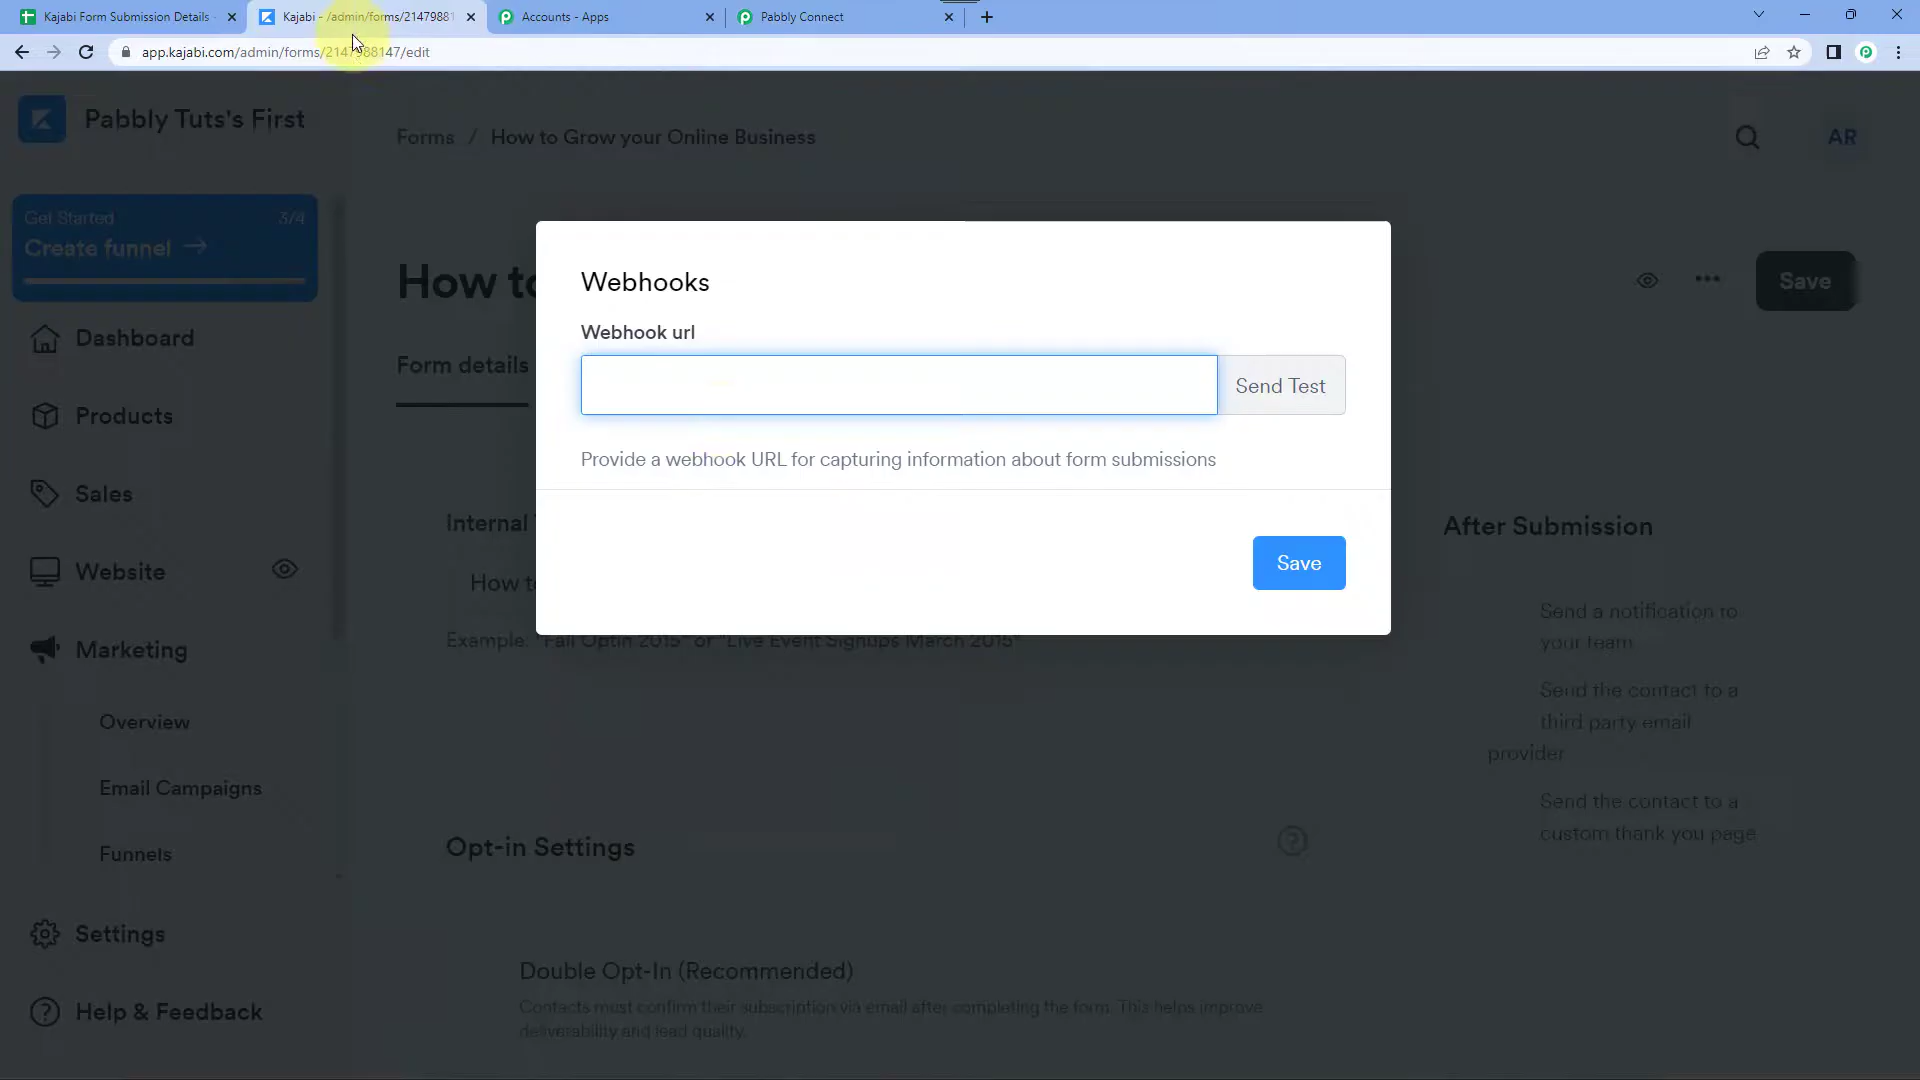 Kajabi Form Submission Details
Kajabi - /admin/forms/21479881
Accounts - Apps
Pabbly Connect
app.kajabi.com/admin/forms/2147988147/edit
Pabbly Tuts's First
Forms / How to Grow your Online Business
AR
Get Started 3/4
Create funnel
How to
Save
Webhooks
Webhook url
Send Test
Provide a webhook URL for capturing information about form submissions
Save
Dashboard
Products
Sales
Website
Marketing
Overview
Email Campaigns
Funnels
Settings
Help & Feedback
Form details
Internal
How to
Example: "Fall Optin 2015" or "Live Event Signups March 2015"
After Submission
Send a notification to
your team
Send the contact to a
third party email
provider
Send the contact to a
custom thank you page
Opt-in Settings
Double Opt-In (Recommended)
Contacts must confirm their subscription via email after completing the form. This helps improve
deliverability and lead quality.